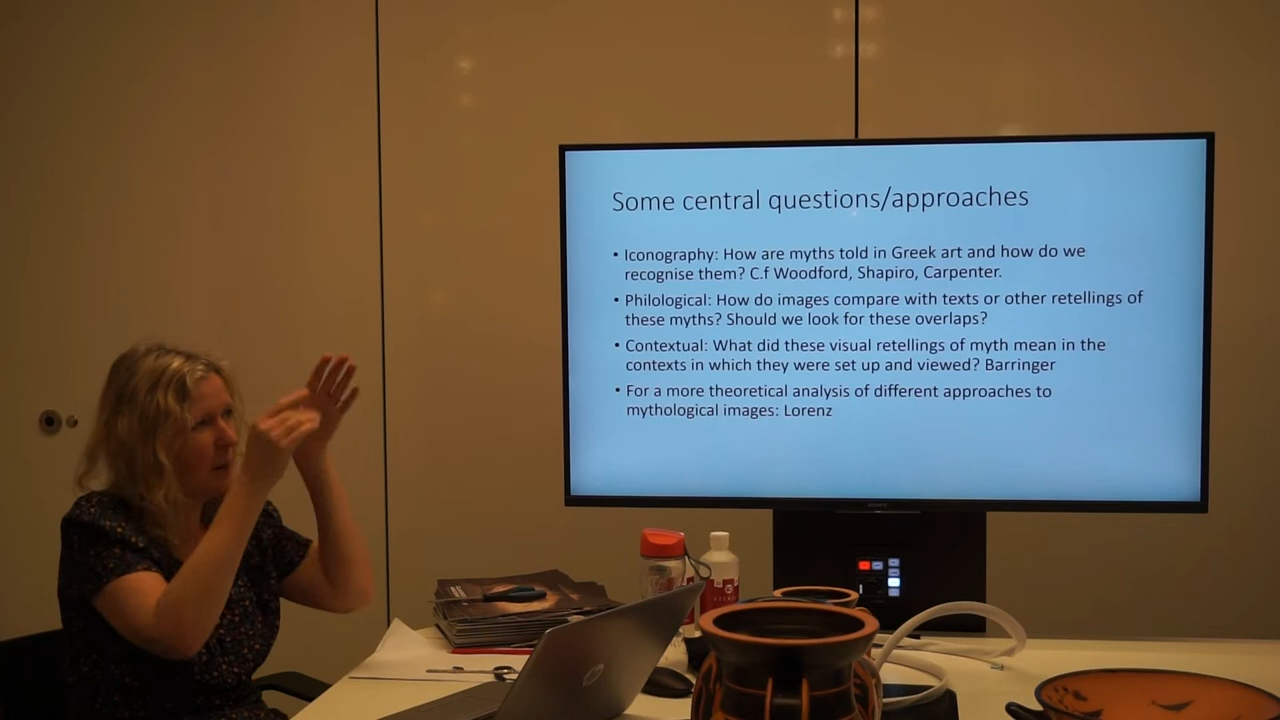 Some central questions/approaches
• Iconography: How are myths told in Greek art and how do we
recognise them? C.f Woodford, Shapiro, Carpenter.
• Philological: How do images compare with texts or other retellings of
these myths? Should we look for these overlaps?
• Contextual: What did these visual retellings of myth mean in the
contexts in which they were set up and viewed? Barringer
• For a more theoretical analysis of different approaches to
mythological images: Lorenz
SONY
hp